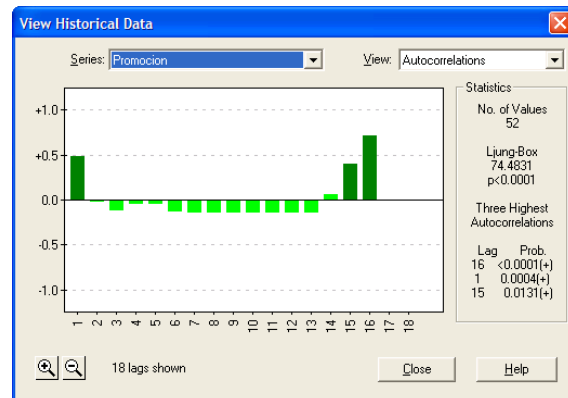 View Historical Data
Series: Promocion View: Autocorrelations
Statistics
No. of Values
52
Ljung-Box
74.4831
p<0.0001
Three Highest
Autocorrelations
Lag Prob.
16 <0.0001(+)
1 0.0004(+)
15 0.0131(+)
+1.0
+0.5
0.0
-0.5
-1.0
1 2 3 4 5 6 7 8 9 10 11 12 13 14 15 16 17 18
18 lags shown Close Help